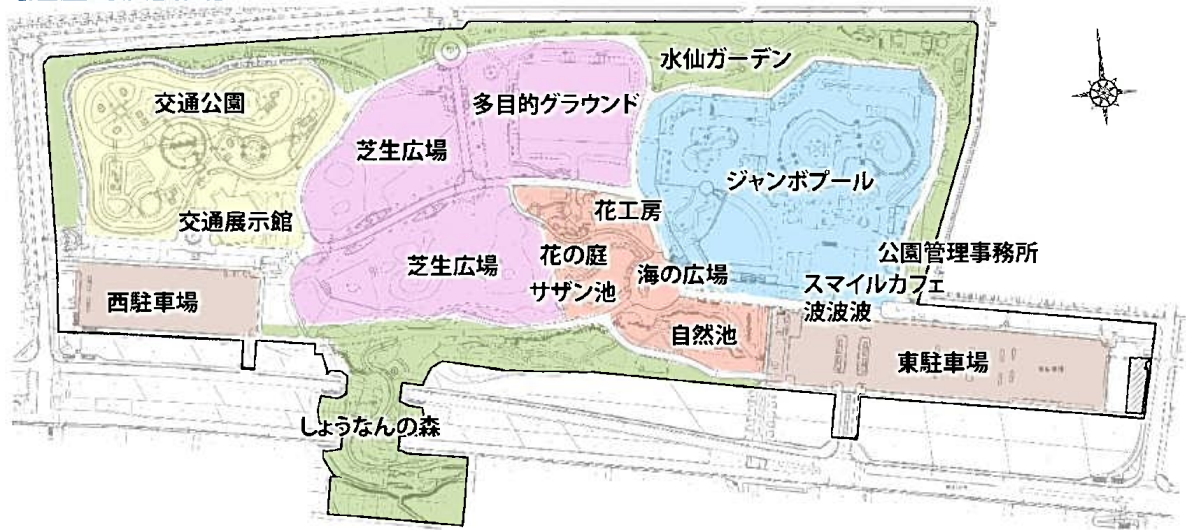 水仙ガーデン
交通公園
多目的グラウンド
芝生広場
ジャンボプール
交通展示館
花工房
花の庭
海の広場
公園管理事務所
芝生広場
サザン池
スマイルカフェ
波波波
西駐車場
自然池
東駐車場
しょうなんの森